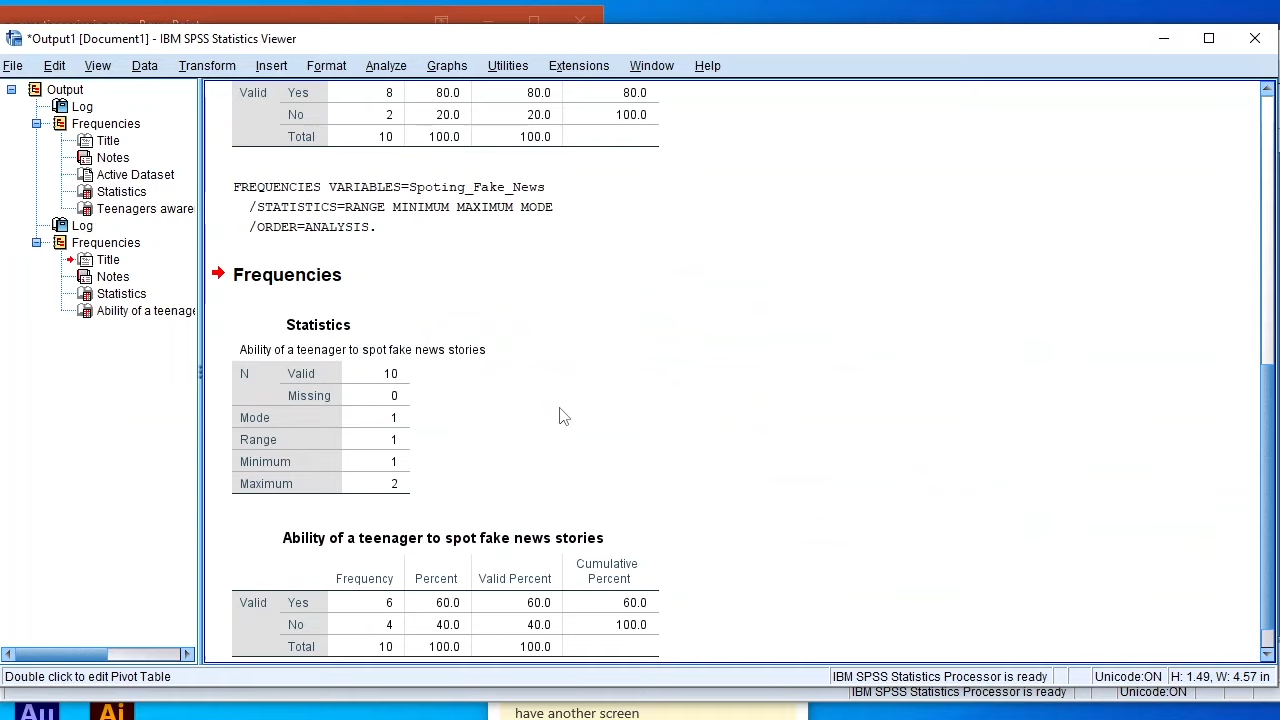 *Output1 [Document1] - IBM SPSS Statistics Viewer
File Edit View Data Transform Insert Format Analyze Graphs Utilities Extensions Window Help
Output
Log
Frequencies
Title
Notes
Active Dataset
Statistics
Teenagers aware
Log
Frequencies
Title
Notes
Statistics
Ability of a teenage
Valid Yes 8 80.0 80.0 80.0
No 2 20.0 20.0 100.0
Total 10 100.0 100.0
FREQUENCIES VARIABLES=Spoting_Fake_News
/STATISTICS=RANGE MINIMUM MAXIMUM MODE
/ORDER=ANALYSIS.
Frequencies
Statistics
Ability of a teenager to spot fake news stories
N Valid 10
Missing 0
Mode 1
Range 1
Minimum 1
Maximum 2
Ability of a teenager to spot fake news stories
Frequency Percent Valid Percent Cumulative Percent
Valid Yes 6 60.0 60.0 60.0
No 4 40.0 40.0 100.0
Total 10 100.0 100.0
Double click to edit Pivot Table IBM SPSS Statistics Processor is ready Unicode:ON H: 1.49, W: 4.57 in
IBM SPSS Statistics Processor is ready Unicode:ON
Au Ai
have another screen